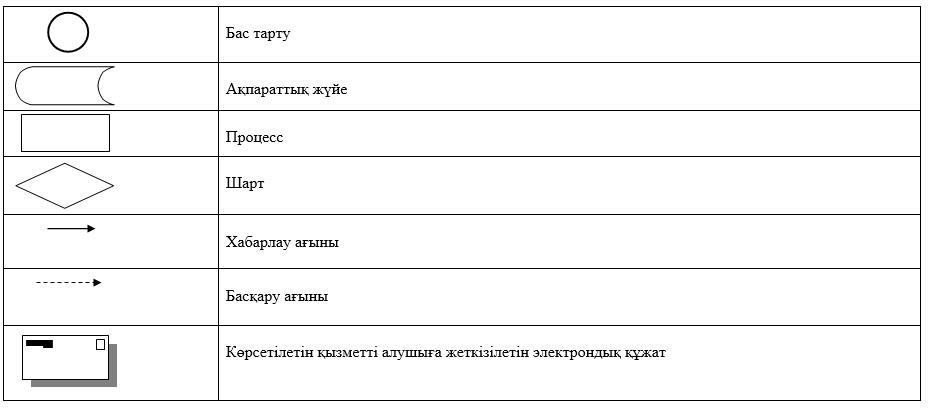 Бас тарту
Ақпараттық жүйе
Процесс
Шарт
Хабарлау ағыны
Басқару ағыны
Көрсетілетін қызметті алушыға жеткізілетін электрондық құжат